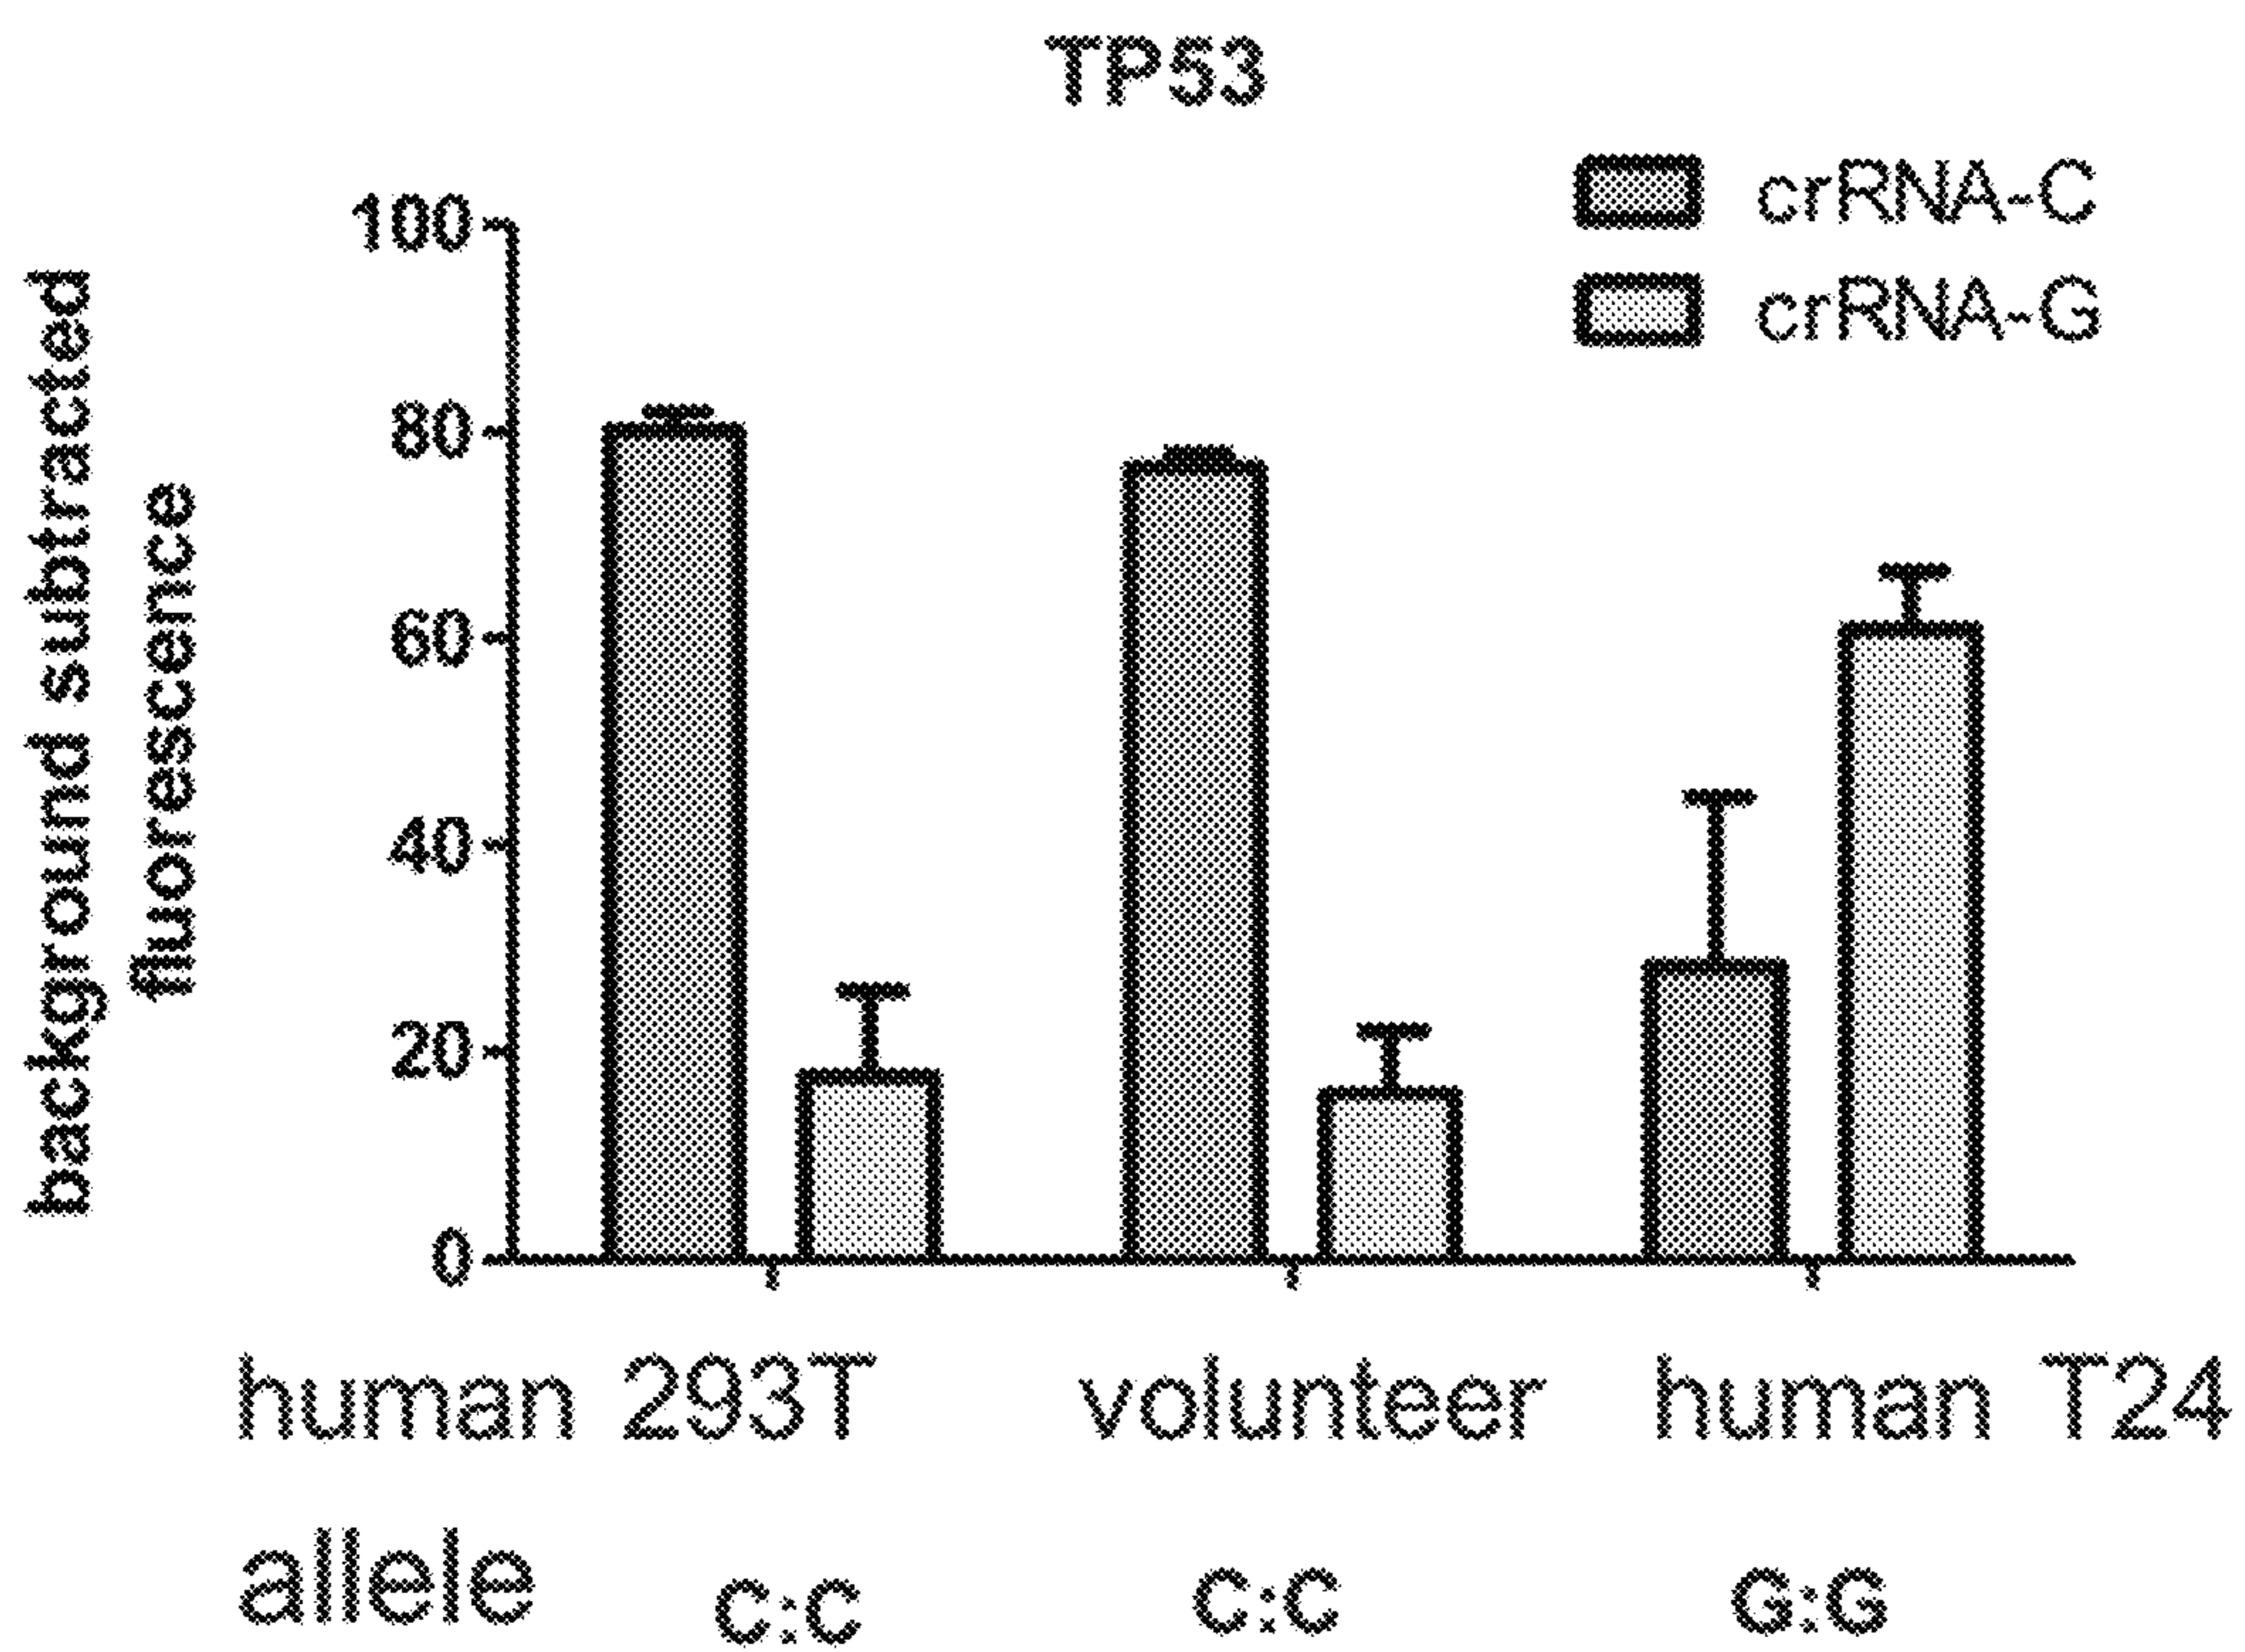 TP53
crRNA-C
crRNA-G
background subtracted
fluorescence
100
80
60
40
20
0
human 293T volunteer human T24
allele C:C C:C G:G